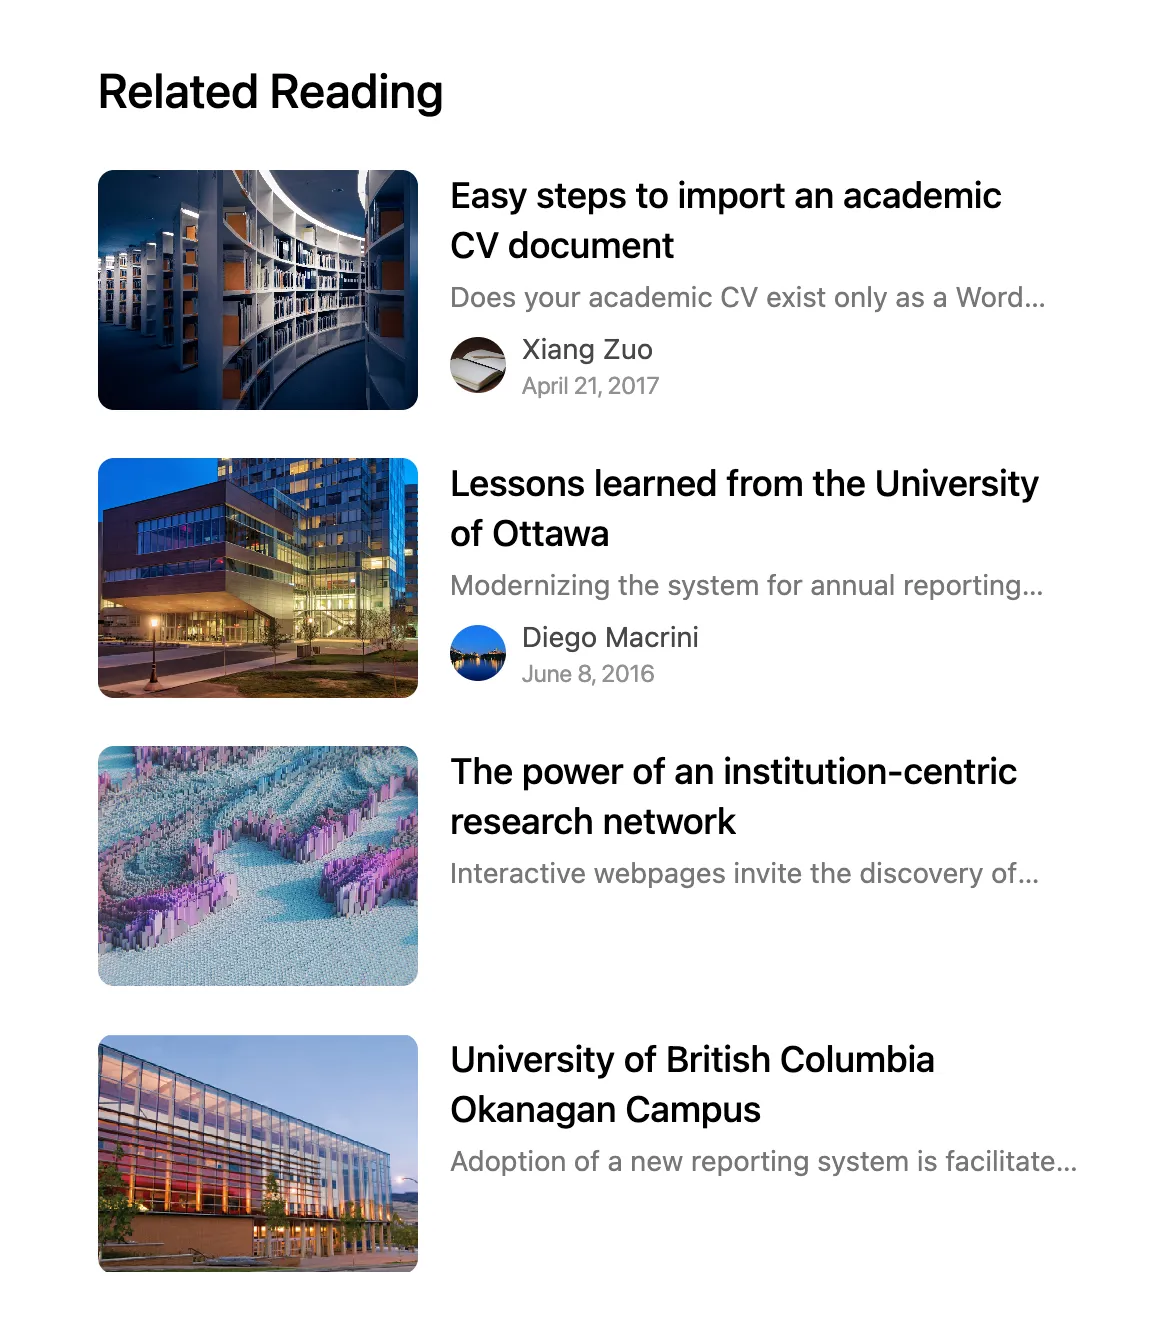 Related Reading
Easy steps to import an academic
CV document
Does your academic CV exist only as a Word...
Xiang Zuo
April 21, 2017
Lessons learned from the University
of Ottawa
Modernizing the system for annual reporting...
Diego Macrini
June 8, 2016
The power of an institution-centric
research network
Interactive webpages invite the discovery of...
University of British Columbia
Okanagan Campus
Adoption of a new reporting system is facilitate...